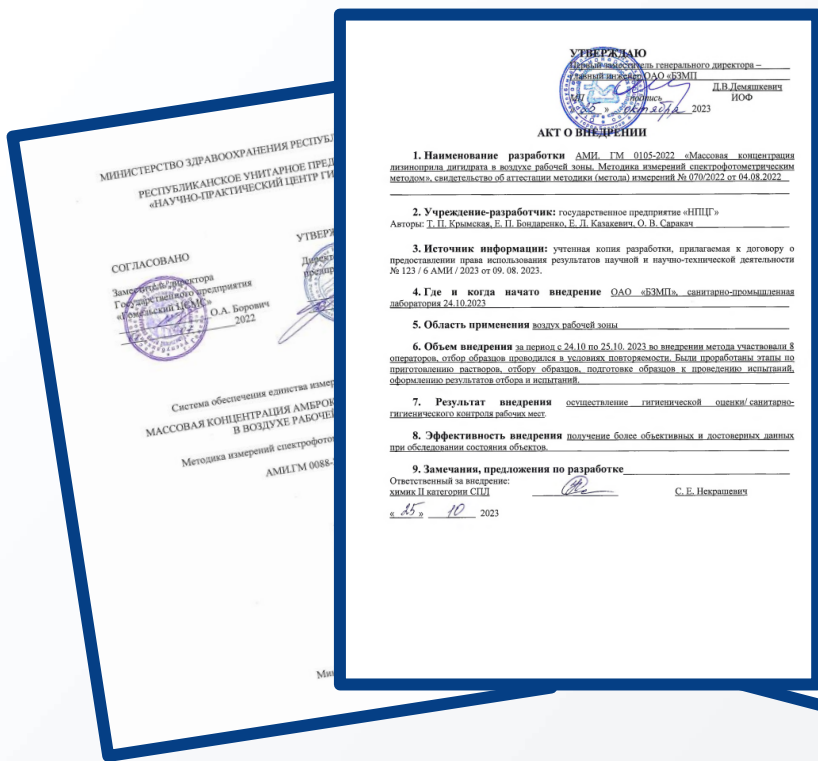 МИНИСТЕРСТВО ЗДРАВООХРАНЕНИЯ
РЕСПУБЛИКАНСКОЕ УНИТАРНОЕ
«НАУЧНО-ПРАКТИЧЕСКИЙ ЦЕНТР
СОГЛАСОВАНО
Заместитель директора
Государственного предприятия
«Гомельский ЦСМС»
О.А. Борович
2022
Система обеспечения единства
МАССОВАЯ КОНЦЕНТРАЦИЯ
В ВОЗДУХЕ
Методика измерений
АМИ.ГМ 0088-
УТВЕРЖДАЮ
Первый заместитель генерального директора –
главный инженер ОАО «БЗМП
Д.В.Демяшкевич
подпись ИОФ
« 25 » октября 2023
АКТ О ВНЕДРЕНИИ
1. Наименование разработки АМИ. ГМ 0105-2022 «Массовая концентрация
лизиноприла дигидрата в воздухе рабочей зоны. Методика измерений спектрофотометрическим
методом», свидетельство об аттестации методики (метода) измерений № 070/2022 от 04.08.2022
2. Учреждение-разработчик: государственное предприятие «НПЦГ»
Авторы: Т. П. Крымская, Е. П. Бондаренко, Е. Л. Казакевич, О. В. Саракач
3. Источник информации: учтенная копия разработки, прилагаемая к договору о
предоставлении права использования результатов научной и научно-технической деятельности
№ 123 / 6 АМИ / 2023 от 09. 08. 2023.
4. Где и когда начато внедрение ОАО «БЗМП», санитарно-промышленная
лаборатория 24.10.2023
5. Область применения воздух рабочей зоны
6. Объем внедрения за период с 24.10 по 25.10. 2023 во внедрении метода участвовали 8
операторов, отбор образцов проводился в условиях повторяемости. Были проработаны этапы по
приготовлению растворов, отбору образцов, подготовке образцов к проведению испытаний,
оформлению результатов отбора и испытаний.
7. Результат внедрения осуществление гигиенической оценки/ санитарно-
гигиенического контроля рабочих мест.
8. Эффективность внедрения получение более объективных и достоверных данных
при обследовании состояния объектов.
9. Замечания, предложения по разработке
Ответственный за внедрение:
химик II категории СПЛ С. Е. Некрашевич
« 25 » 10 2023